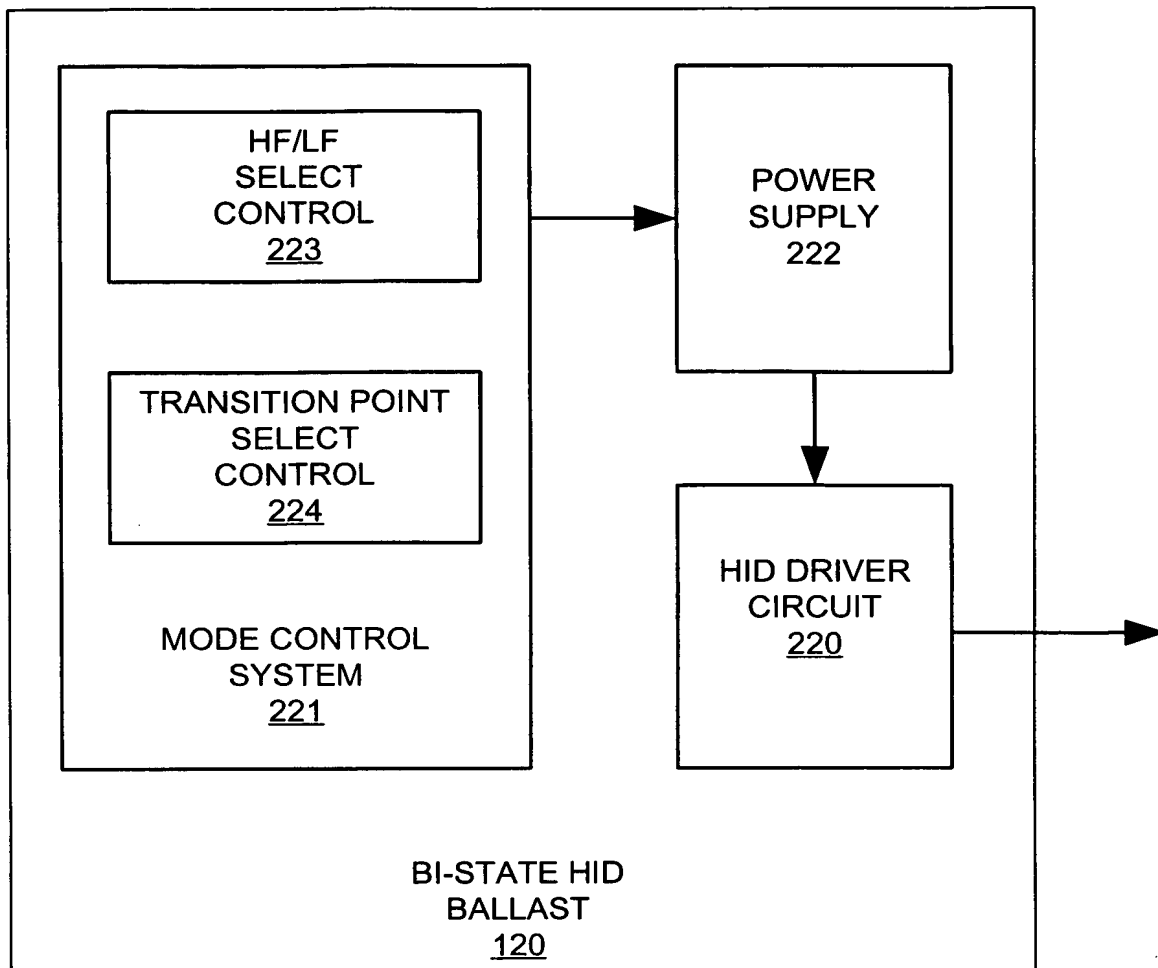 HF/LF
SELECT
CONTROL
223
TRANSITION POINT
SELECT
CONTROL
224
MODE CONTROL
SYSTEM
221
POWER
SUPPLY
222
HID DRIVER
CIRCUIT
220
BI-STATE HID
BALLAST
120